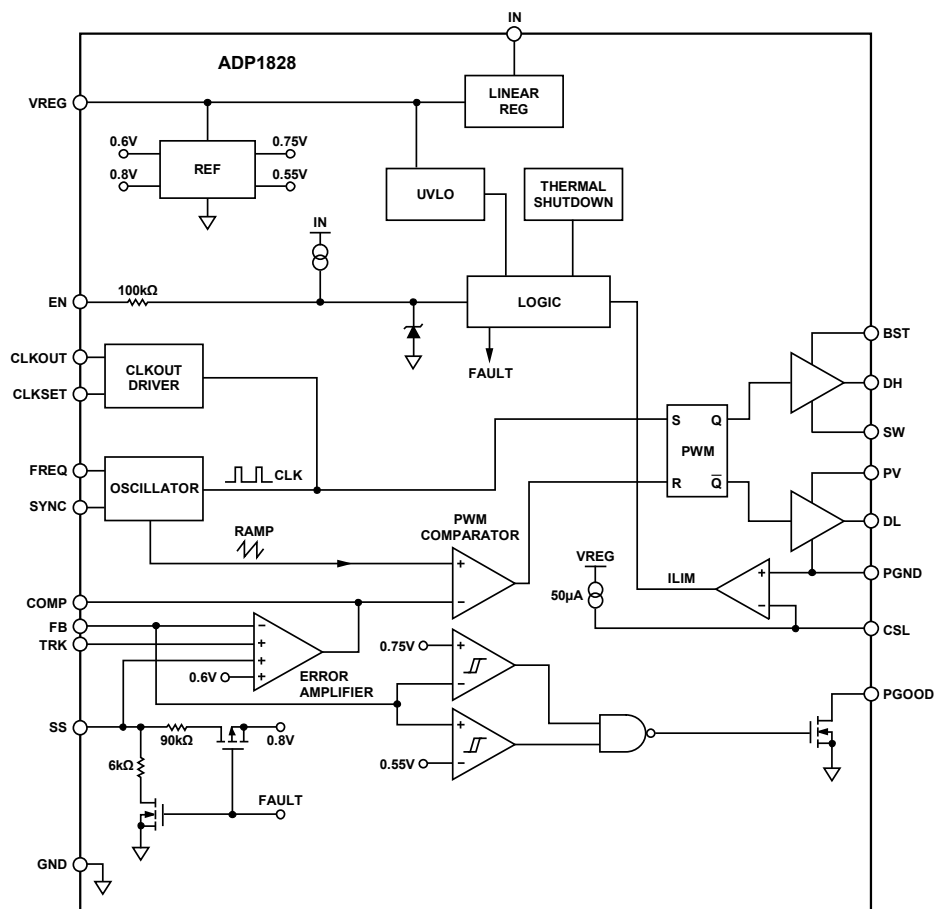 IN
ADP1828
VREG
LINEAR
REG
0.6V
0.75V
REF
0.8V
0.55V
UVLO
THERMAL
SHUTDOWN
IN
EN
100kΩ
LOGIC
FAULT
BST
CLKOUT
CLKOUT
DRIVER
CLKSET
DH
S
Q
SW
PWM
FREQ
OSCILLATOR
CLK
SYNC
R
Q
PV
DL
RAMP
PWM
COMPARATOR
+
−
VREG
50µA
ILIM
+
−
PGND
CSL
COMP
FB
TRK
−
+
+
0.6V
+
ERROR
AMPLIFIER
0.75V
+
−
+
0.55V
−
PGOOD
SS
90kΩ
0.8V
6kΩ
FAULT
GND